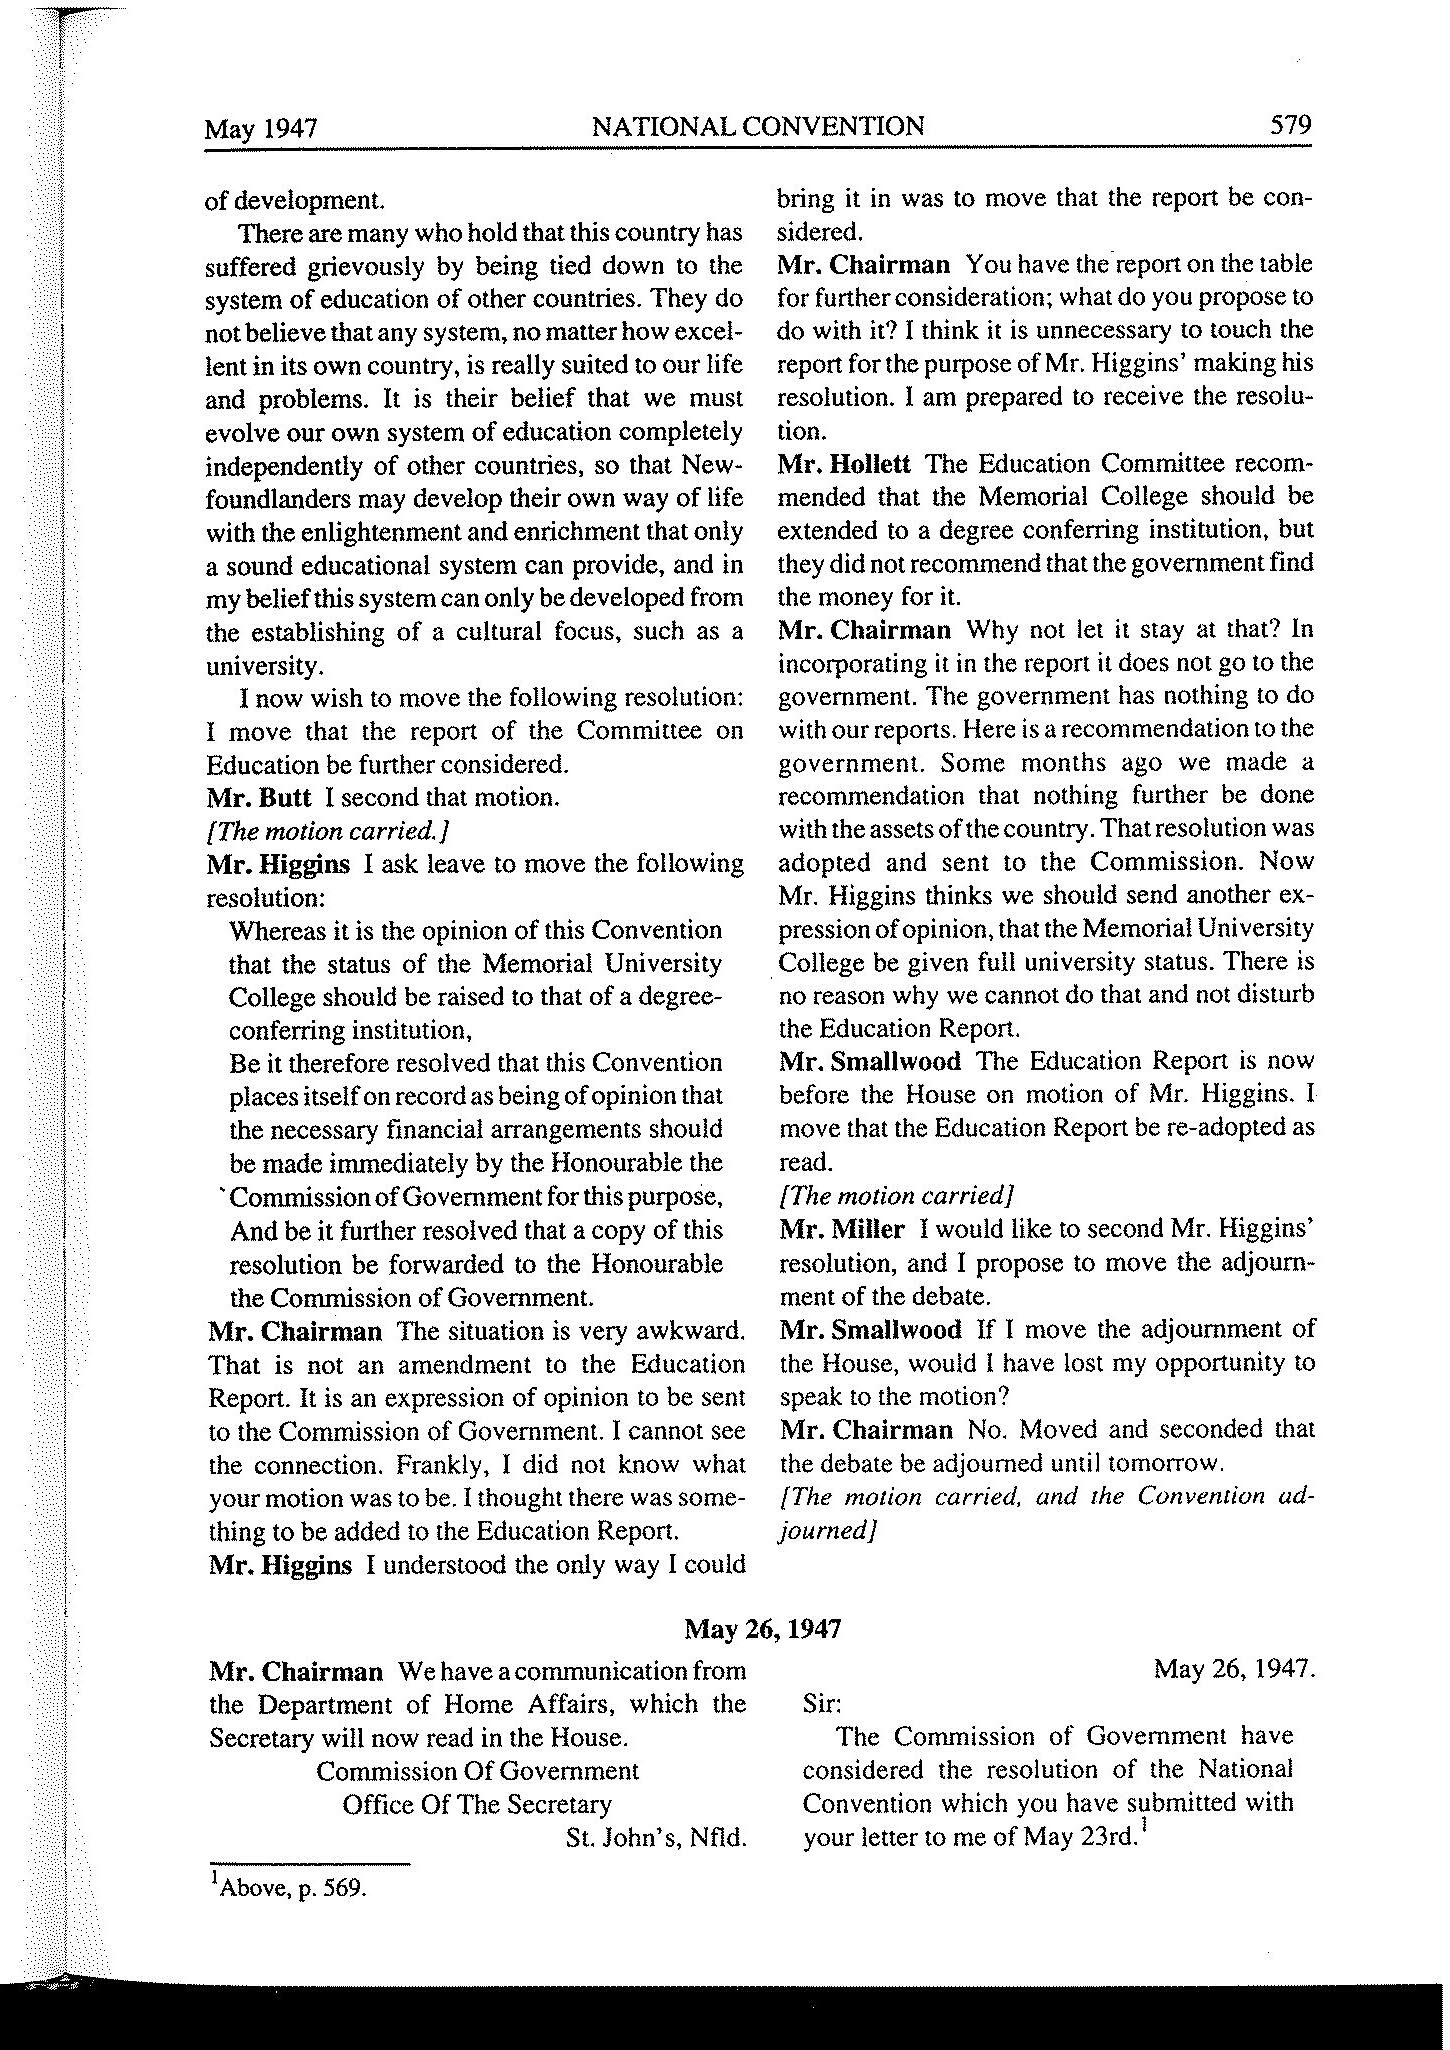 May 1947 NATIONAL CONVENTION 579
of development.
There are many who hold that this country has
suffered grievously by being tied down to the
system of education of other countries. They do
not believe that any system, no matter how excel-
lent in its own country, is really suited to our life
and problems. It is their belief that we must
evolve our own system of education completely
independently of other countries, so that New-
foundlanders may develop their own way of life
with the enlightenment and enrichment that only
a sound educational system can provide, and in
my belief this system can only be developed from
the establishing of a cultural focus, such as a
university.
I now wish to move the following resolution:
I move that the report of the Committee on
Education be further considered.
Mr. Butt I second that motion.
[The motion carried.]
Mr. Higgins I ask leave to move the following
resolution:
Whereas it is the opinion of this Convention
that the status of the Memorial University
College should be raised to that of a degree-
conferring institution,
Be it therefore resolved that this Convention
places itself on record as being of opinion that
the necessary financial arrangements should
be made immediately by the Honourable the
Commission of Government for this purpose,
And be it further resolved that a copy of this
resolution be forwarded to the Honourable
the Commission of Government.
Mr. Chairman The situation is very awkward.
That is not an amendment to the Education
Report. It is an expression of opinion to be sent
to the Commission of Government. I cannot see
the connection. Frankly, I did not know what
your motion was to be. I thought there was some-
thing to be added to the Education Report.
Mr. Higgins I understood the only way I could
bring it in was to move that the report be con-
sidered.
Mr. Chairman You have the report on the table
for further consideration; what do you propose to
do with it? I think it is unnecessary to touch the
report for the purpose of Mr. Higgins' making his
resolution. I am prepared to receive the resolu-
tion.
Mr. Hollett The Education Committee recom-
mended that the Memorial College should be
extended to a degree conferring institution, but
they did not recommend that the government find
the money for it.
Mr. Chairman Why not let it stay at that? In
incorporating it in the report it does not go to the
government. The government has nothing to do
with our reports. Here is a recommendation to the
government. Some months ago we made a
recommendation that nothing further be done
with the assets of the country. That resolution was
adopted and sent to the Commission. Now
Mr. Higgins thinks we should send another ex-
pression of opinion, that the Memorial University
College be given full university status. There is
no reason why we cannot do that and not disturb
the Education Report.
Mr. Smallwood The Education Report is now
before the House on motion of Mr. Higgins. I
move that the Education Report be re-adopted as
read.
[The motion carried]
Mr. Miller I would like to second Mr. Higgins'
resolution, and I propose to move the adjourn-
ment of the debate.
Mr. Smallwood If I move the adjournment of
the House, would I have lost my opportunity to
speak to the motion?
Mr. Chairman No. Moved and seconded that
the debate be adjourned until tomorrow.
[The motion carried, and the Convention ad-
journed]
May 26, 1947
Mr. Chairman We have a communication from
the Department of Home Affairs, which the
Secretary will now read in the House.
Commission Of Government
Office Of The Secretary
St. John's, Nfld.
May 26, 1947.
Sir:
The Commission of Government have
considered the resolution of the National
Convention which you have submitted with
your letter to me of May 23rd.1
1Above, p. 569.